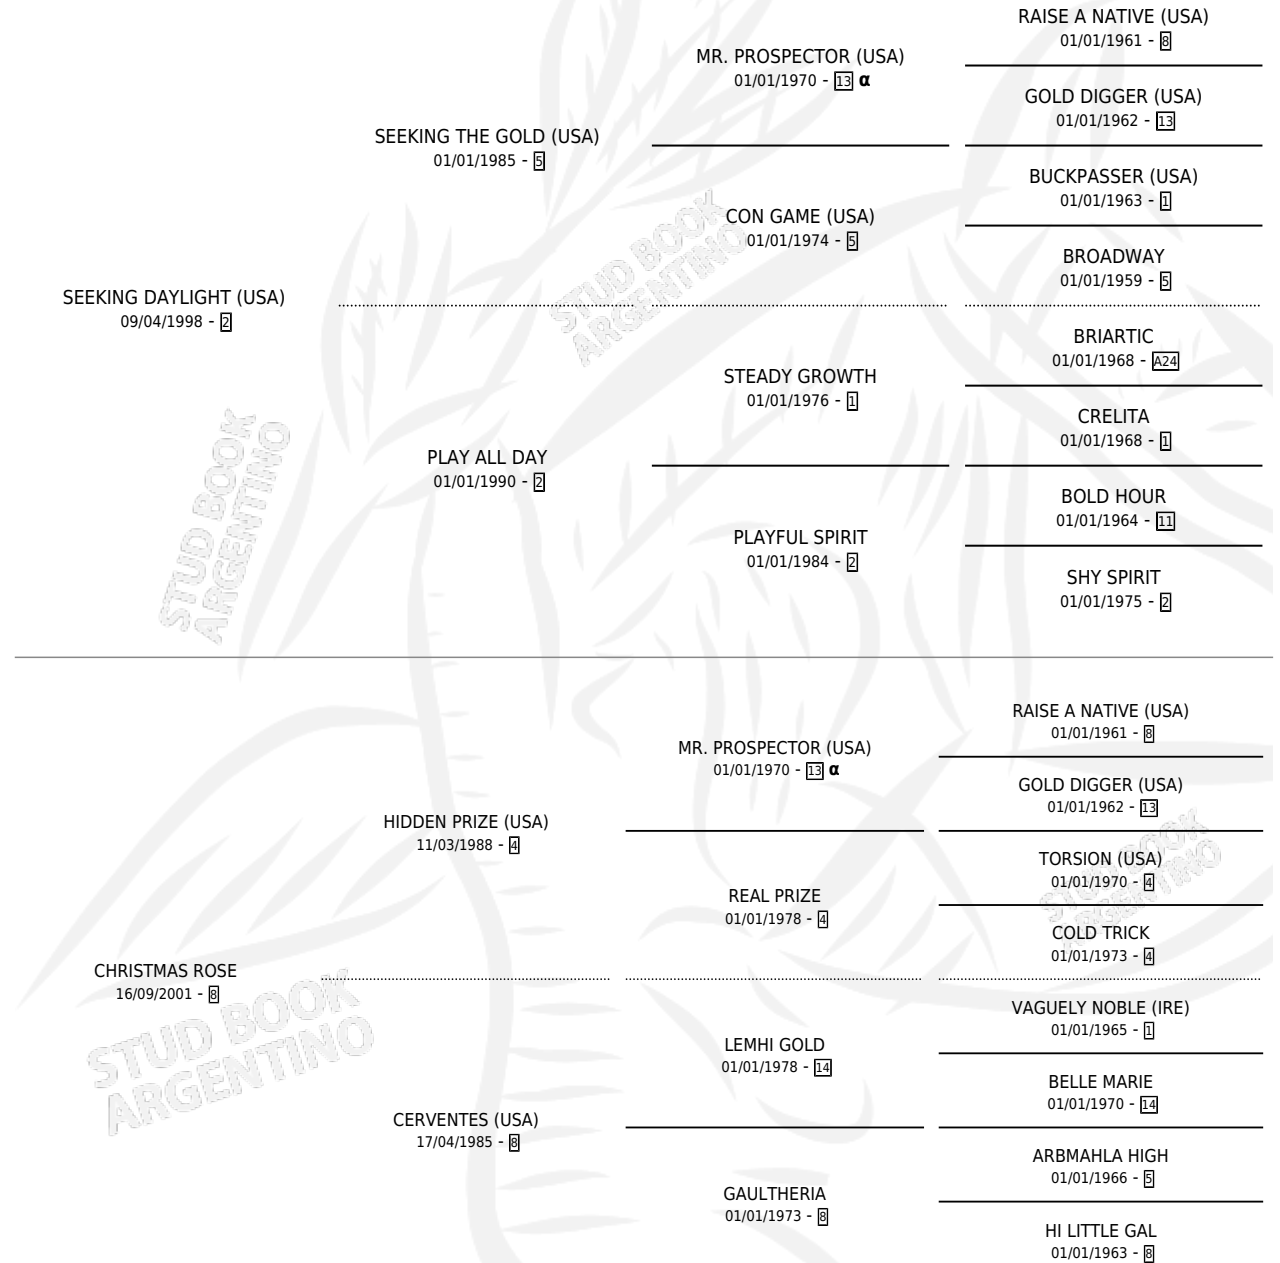 RAISE A NATIVE (USA)
01/01/1961 - 8
MR. PROSPECTOR (USA)
01/01/1970 - 13 α
GOLD DIGGER (USA)
01/01/1962 - 13
SEEKING THE GOLD (USA)
01/01/1985 - 5
BUCKPASSER (USA)
01/01/1963 - 1
CON GAME (USA)
01/01/1974 - 5
BROADWAY
01/01/1959 - 5
SEEKING DAYLIGHT (USA)
09/04/1998 - 2
BRIARTIC
01/01/1968 - A24
STEADY GROWTH
01/01/1976 - 1
CRELITA
01/01/1968 - 1
PLAY ALL DAY
01/01/1990 - 2
BOLD HOUR
01/01/1964 - 11
PLAYFUL SPIRIT
01/01/1984 - 2
SHY SPIRIT
01/01/1975 - 2
STUD BOOK
ARGENTINO
STUD BOOK
ARGENTINO
RAISE A NATIVE (USA)
01/01/1961 - 8
MR. PROSPECTOR (USA)
01/01/1970 - 13 α
GOLD DIGGER (USA)
01/01/1962 - 13
HIDDEN PRIZE (USA)
11/03/1988 - 4
TORSION (USA)
01/01/1970 - 4
REAL PRIZE
01/01/1978 - 4
COLD TRICK
01/01/1973 - 4
CHRISTMAS ROSE
16/09/2001 - 8
VAGUELY NOBLE (IRE)
01/01/1965 - 1
LEMHI GOLD
01/01/1978 - 14
BELLE MARIE
01/01/1970 - 14
CERVENTES (USA)
17/04/1985 - 8
ARBMAHLA HIGH
01/01/1966 - 5
GAULTHERIA
01/01/1973 - 8
HI LITTLE GAL
01/01/1963 - 8
STUD BOOK
ARGENTINO
STUD BOOK
ARGENTINO